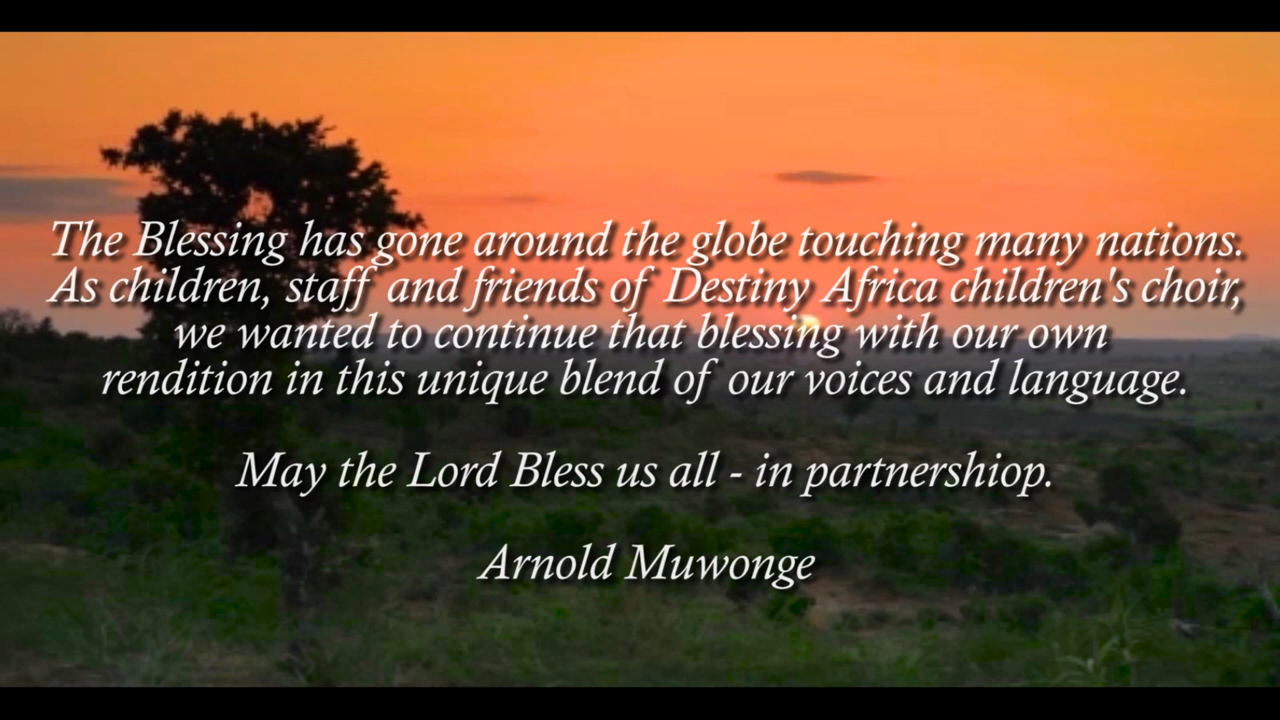 The Blessing has gone around the globe touching many nations.
As children, staff and friends of Destiny Africa children's choir,
we wanted to continue that blessing with our own
rendition in this unique blend of our voices and language.
May the Lord Bless us all - in partnershiop.
Arnold Muwonge